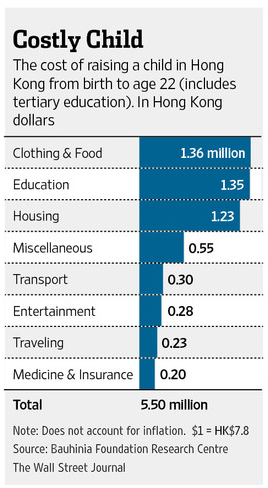 Costly Child
The cost of raising a child in Hong
Kong from birth to age 22 (includes
tertiary education). In Hong Kong
dollars
Clothing & Food 1.36 million
Education 1.35
Housing 1.23
Miscellaneous 0.55
Transport 0.30
Entertainment 0.28
Traveling 0.23
Medicine & Insurance 0.20
Total 5.50 million
Note: Does not account for inflation. $1 = HK$7.8
Source: Bauhinia Foundation Research Centre
The Wall Street Journal